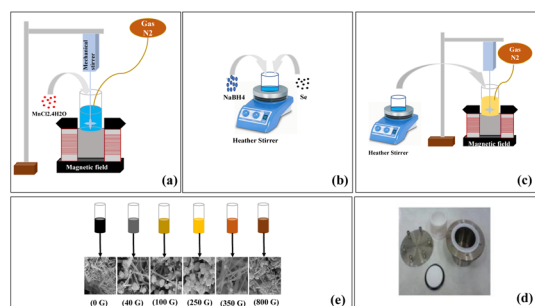 Gas
N2
Mechanical
stirrer
MnCl2.4H2O
Magnetic field
(a)
NaBH4
Se
Heather Stirrer
(b)
Gas
N2
Heather Stirrer
Magnetic field
(c)
(0 G) (40 G) (100 G) (250 G) (350 G) (800 G)
(e)
(d)